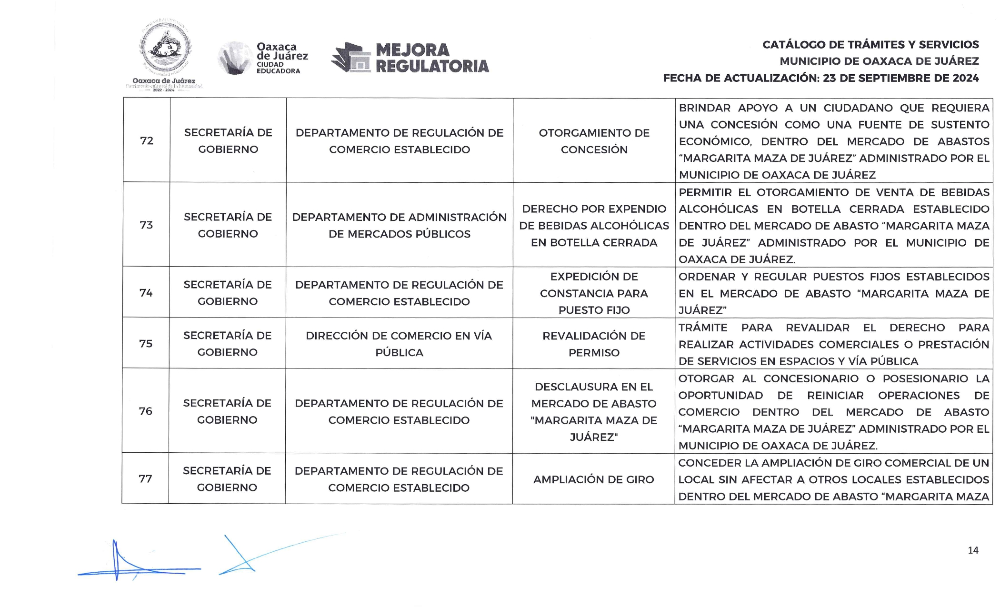 Oaxaca de Juárez
2022 - 2024
Oaxaca
de Juárez
CIUDAD
EDUCADORA
MEJORA
REGULATORIA
CATÁLOGO DE TRÁMITES Y SERVICIOS
MUNICIPIO DE OAXACA DE JUÁREZ
FECHA DE ACTUALIZACIÓN: 23 DE SEPTIEMBRE DE 2024
72
SECRETARÍA DE
GOBIERNO
DEPARTAMENTO DE REGULACIÓN DE
COMERCIO ESTABLECIDO
OTORGAMIENTO DE
CONCESIÓN
BRINDAR APOYO A UN CIUDADANO QUE REQUIERA
UNA CONCESIÓN COMO UNA FUENTE DE SUSTENTO
ECONÓMICO, DENTRO DEL MERCADO DE ABASTOS
“MARGARITA MAZA DE JUÁREZ” ADMINISTRADO POR EL
MUNICIPIO DE OAXACA DE JUÁREZ
73
SECRETARÍA DE
GOBIERNO
DEPARTAMENTO DE ADMINISTRACIÓN
DE MERCADOS PÚBLICOS
DERECHO POR EXPENDIO
DE BEBIDAS ALCOHÓLICAS
EN BOTELLA CERRADA
PERMITIR EL OTORGAMIENTO DE VENTA DE BEBIDAS
ALCOHÓLICAS EN BOTELLA CERRADA ESTABLECIDO
DENTRO DEL MERCADO DE ABASTO “MARGARITA MAZA
DE JUÁREZ” ADMINISTRADO POR EL MUNICIPIO DE
OAXACA DE JUÁREZ.
74
SECRETARÍA DE
GOBIERNO
DEPARTAMENTO DE REGULACIÓN DE
COMERCIO ESTABLECIDO
EXPEDICIÓN DE
CONSTANCIA PARA
PUESTO FIJO
ORDENAR Y REGULAR PUESTOS FIJOS ESTABLECIDOS
EN EL MERCADO DE ABASTO “MARGARITA MAZA DE
JUÁREZ”
75
SECRETARÍA DE
GOBIERNO
DIRECCIÓN DE COMERCIO EN VÍA
PÚBLICA
REVALIDACIÓN DE
PERMISO
TRÁMITE PARA REVALIDAR EL DERECHO PARA
REALIZAR ACTIVIDADES COMERCIALES O PRESTACIÓN
DE SERVICIOS EN ESPACIOS Y VÍA PÚBLICA
76
SECRETARÍA DE
GOBIERNO
DEPARTAMENTO DE REGULACIÓN DE
COMERCIO ESTABLECIDO
DESCLAUSURA EN EL
MERCADO DE ABASTO
"MARGARITA MAZA DE
JUÁREZ"
OTORGAR AL CONCESIONARIO O POSESIONARIO LA
OPORTUNIDAD DE REINICIAR OPERACIONES DE
COMERCIO DENTRO DEL MERCADO DE ABASTO
“MARGARITA MAZA DE JUÁREZ” ADMINISTRADO POR EL
MUNICIPIO DE OAXACA DE JUÁREZ.
77
SECRETARÍA DE
GOBIERNO
DEPARTAMENTO DE REGULACIÓN DE
COMERCIO ESTABLECIDO
AMPLIACIÓN DE GIRO
CONCEDER LA AMPLIACIÓN DE GIRO COMERCIAL DE UN
LOCAL SIN AFECTAR A OTROS LOCALES ESTABLECIDOS
DENTRO DEL MERCADO DE ABASTO “MARGARITA MAZA
14